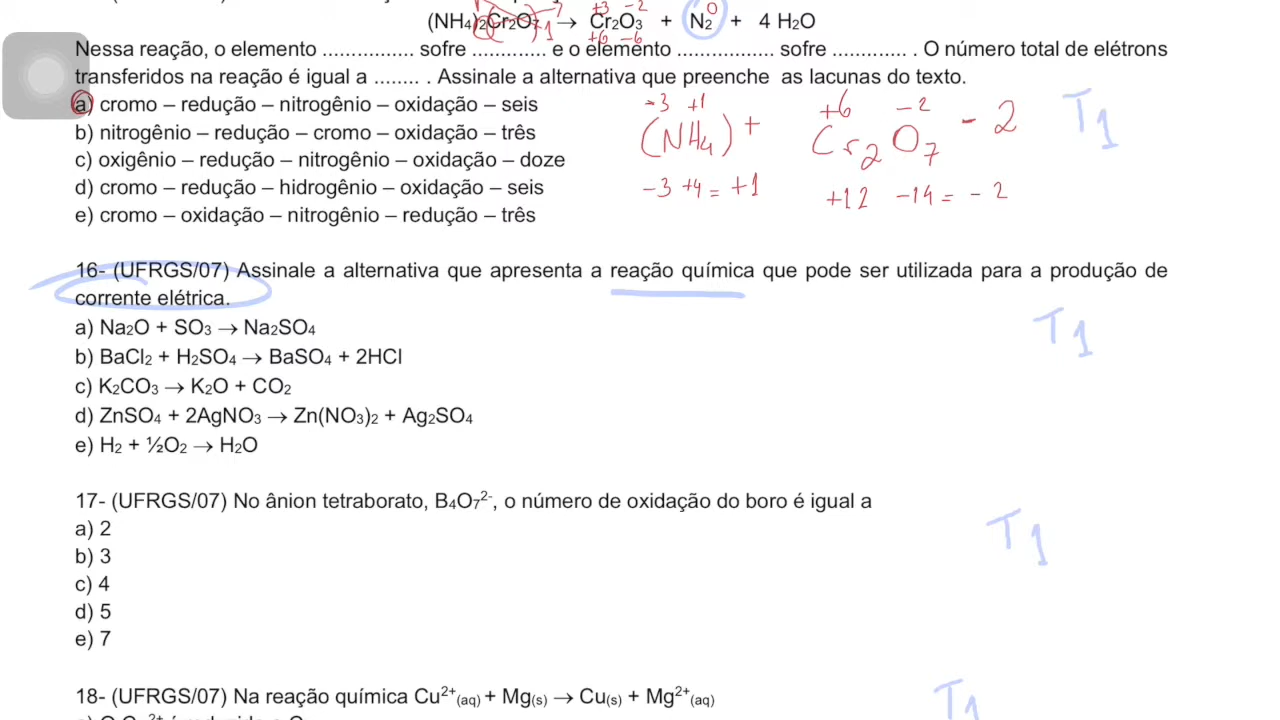 (NH4)2Cr2O7 → Cr2O3 + N2 + 4 H2O
+3 -2 0
+1 +6 -6
Nessa reação, o elemento ................ sofre ............. e o elemento ................. sofre ............. . O número total de elétrons
transferidos na reação é igual a ........ . Assinale a alternativa que preenche as lacunas do texto.
a) cromo – redução – nitrogênio – oxidação – seis
b) nitrogênio – redução – cromo – oxidação – três
c) oxigênio – redução – nitrogênio – oxidação – doze
d) cromo – redução – hidrogênio – oxidação – seis
e) cromo – oxidação – nitrogênio – redução – três
-3 +1 +6 -2
(NH4)+ Cr2O7 -2 T1
-3 +4 = +1 +12 -14 = -2
16- (UFRGS/07) Assinale a alternativa que apresenta a reação química que pode ser utilizada para a produção de
corrente elétrica.
a) Na2O + SO3 → Na2SO4
T1
b) BaCl2 + H2SO4 → BaSO4 + 2HCl
c) K2CO3 → K2O + CO2
d) ZnSO4 + 2AgNO3 → Zn(NO3)2 + Ag2SO4
e) H2 + ½O2 → H2O
17- (UFRGS/07) No ânion tetraborato, B4O7²⁻, o número de oxidação do boro é igual a
a) 2
T1
b) 3
c) 4
d) 5
e) 7
18- (UFRGS/07) Na reação química Cu²⁺(aq) + Mg(s) → Cu(s) + Mg²⁺(aq)
T1